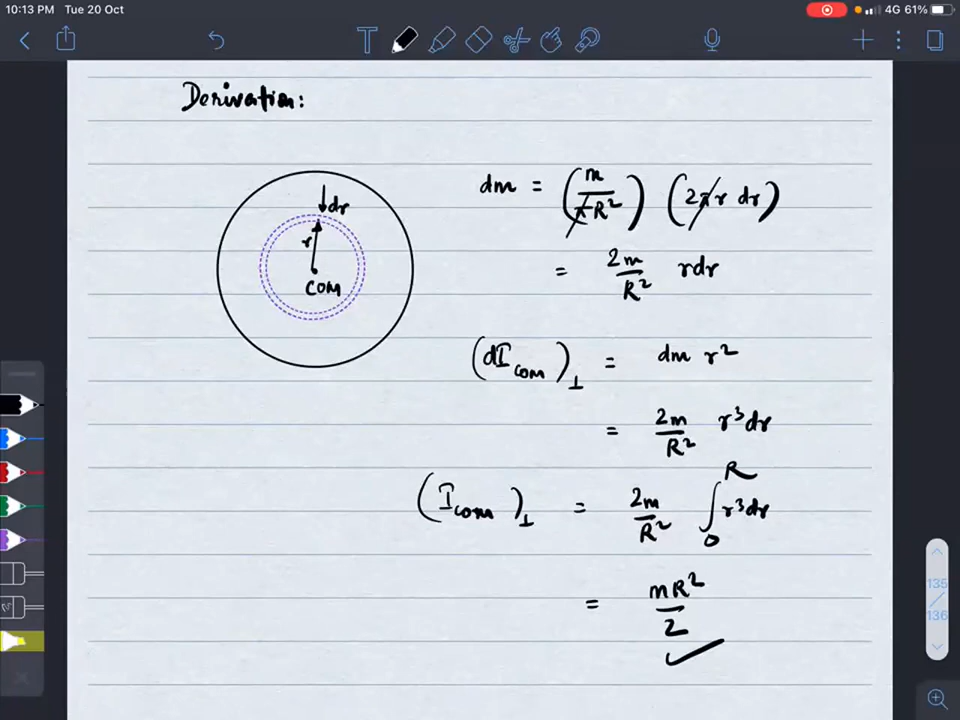 10:13 PM Tue 20 Oct 4G 61%
Derivation:
dm = (m/πR²) (2πr dr)
dr
r
COM
= 2m/R² rdr
(dI_com)_⊥ = dm r²
= 2m/R² r³dr
(I_com)_⊥ = 2m/R² ∫₀ᴿ r³dr
= mR²/2
135
/
136